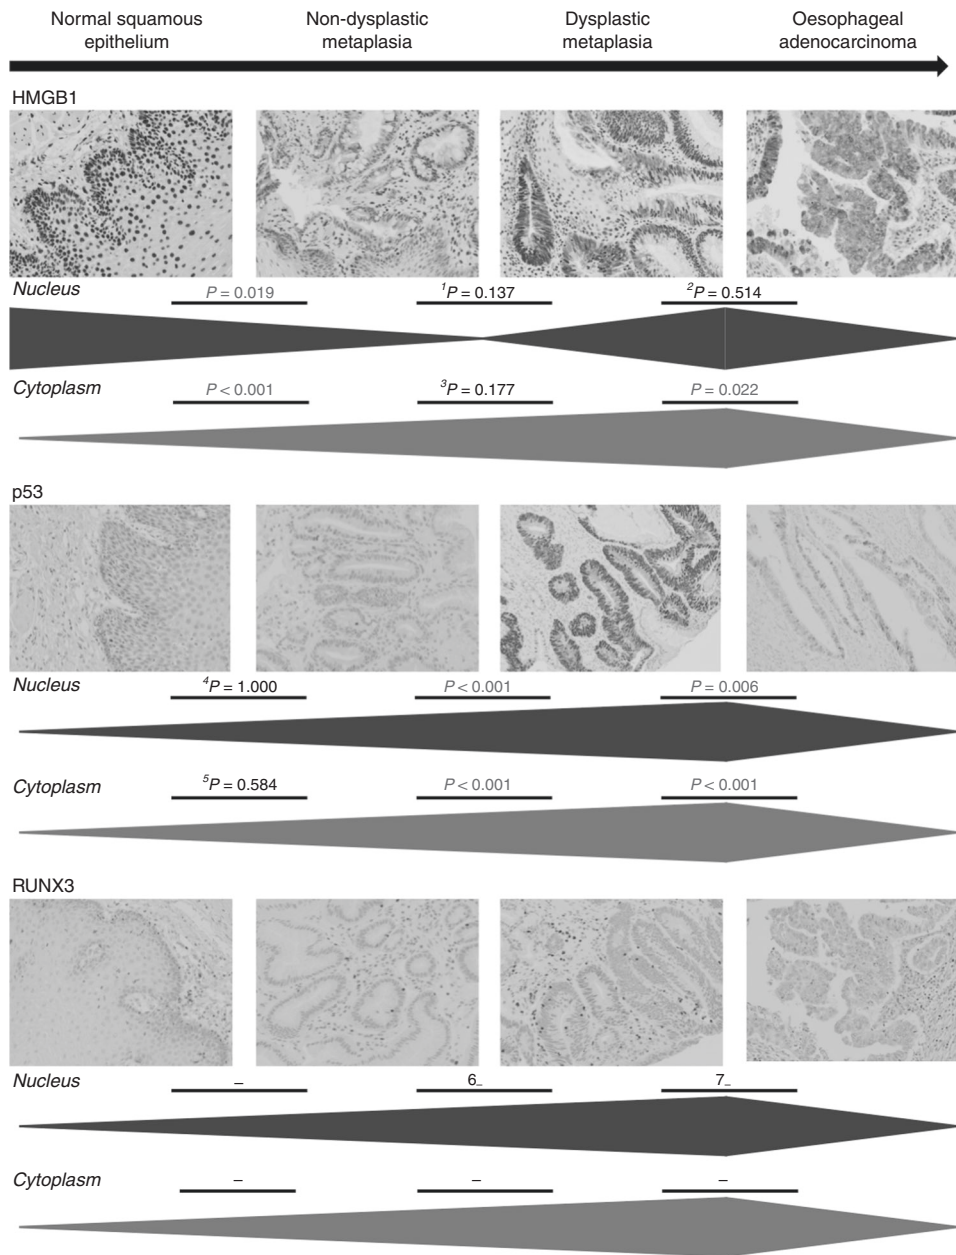 Normal squamous epithelium
Non-dysplastic metaplasia
Dysplastic metaplasia
Oesophageal adenocarcinoma
HMGB1
Nucleus
P = 0.019
1P = 0.137
2P = 0.514
Cytoplasm
P < 0.001
3P = 0.177
P = 0.022
p53
Nucleus
4P = 1.000
P < 0.001
P = 0.006
Cytoplasm
5P = 0.584
P < 0.001
P < 0.001
RUNX3
Nucleus
–
6–
7–
Cytoplasm
–
–
–